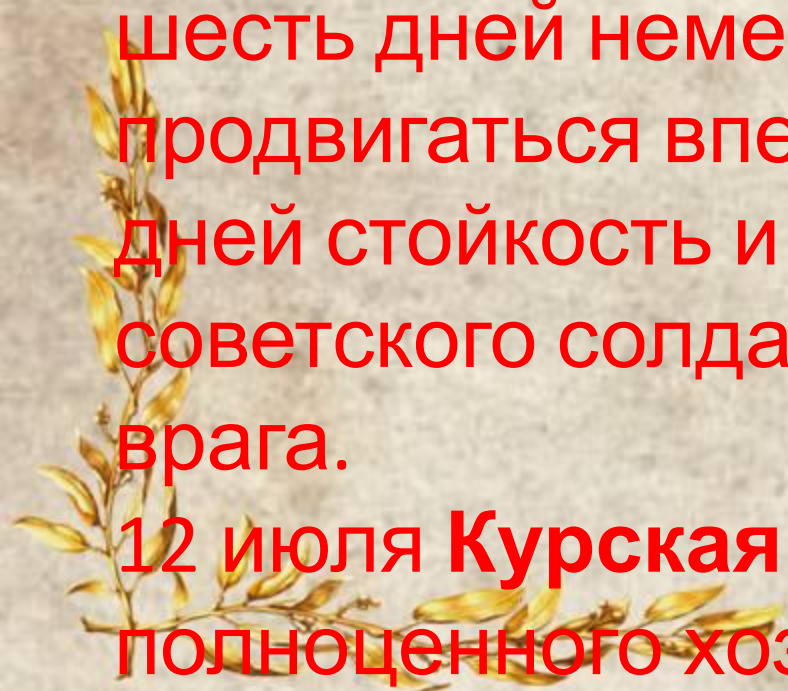 шесть дней неме
продвигаться впе
дней стойкость и
советского солда
врага.
12 июля Курская
полноценного хоз